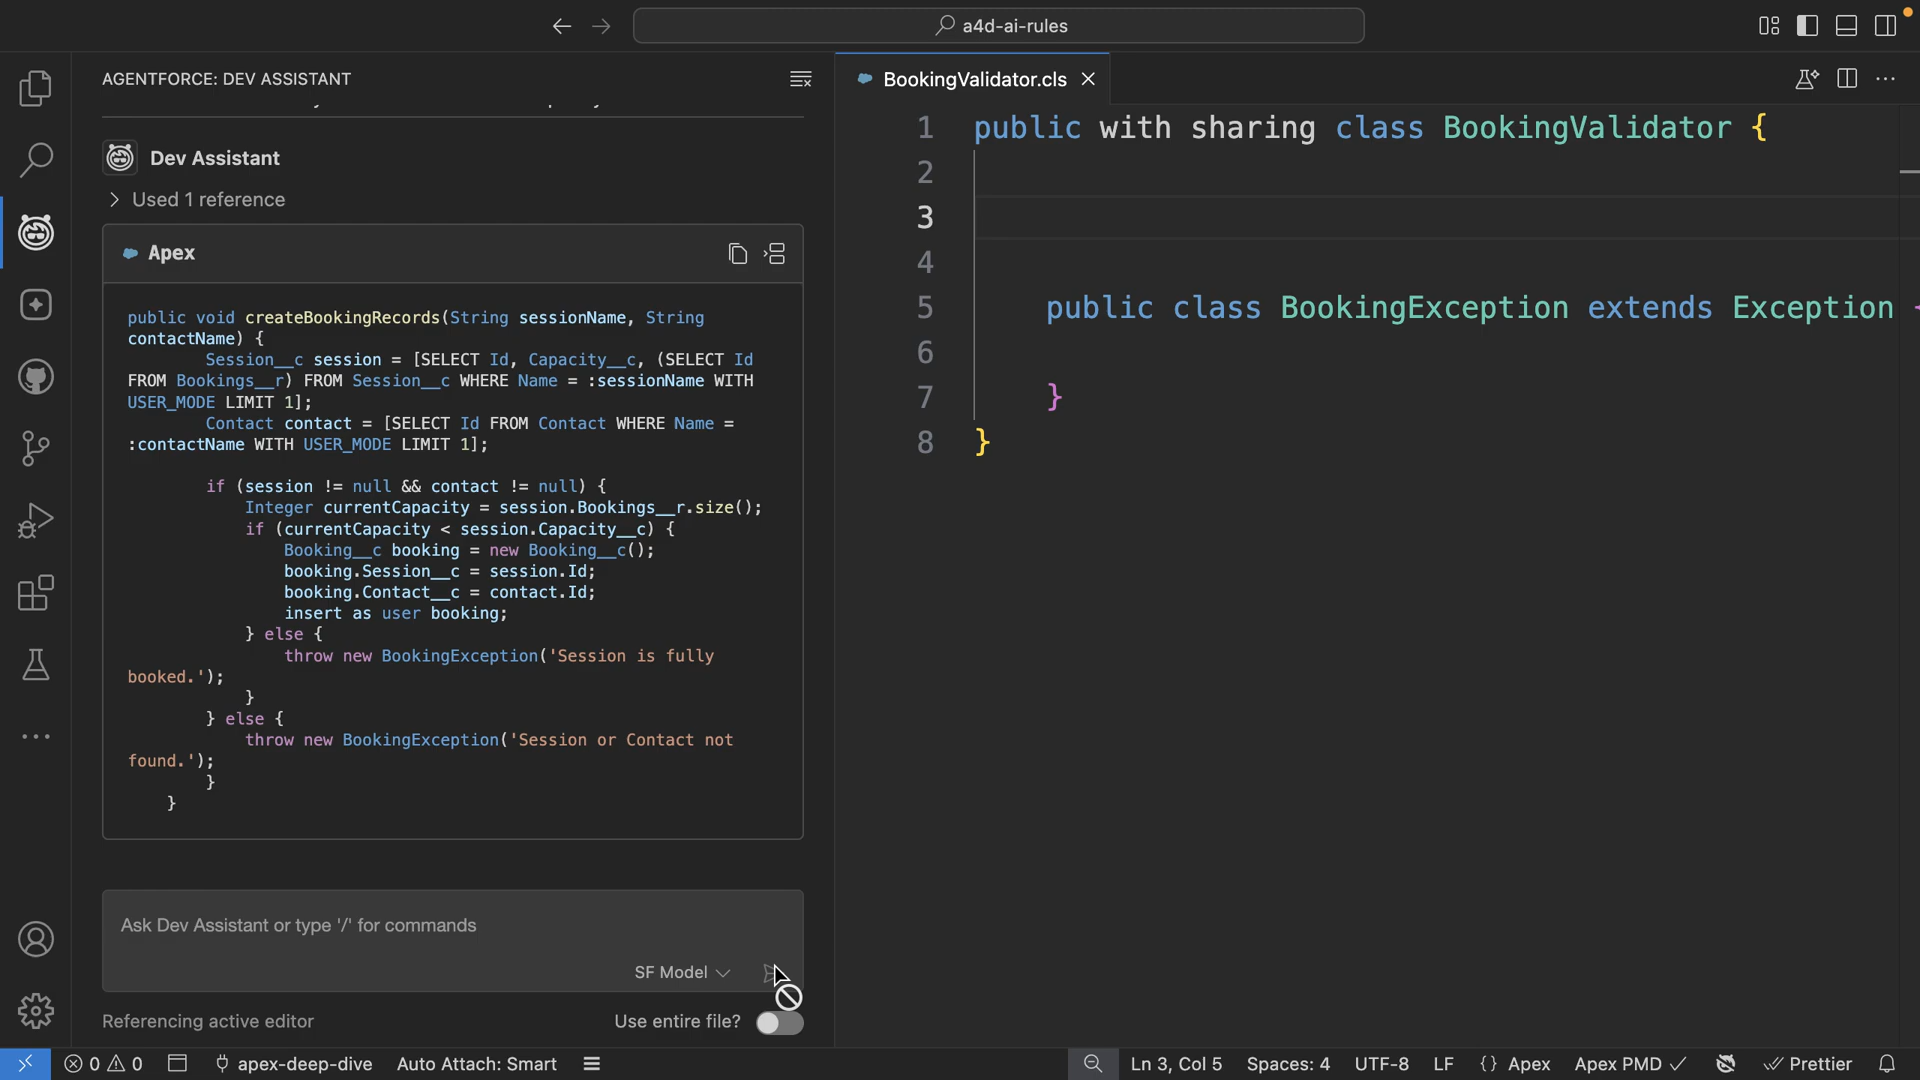 a4d-ai-rules
AGENTFORCE: DEV ASSISTANT
Dev Assistant
Used 1 reference
Apex
public void createBookingRecords(String sessionName, String
contactName) {
Session__c session = [SELECT Id, Capacity__c, (SELECT Id
FROM Bookings__r) FROM Session__c WHERE Name = :sessionName WITH
USER_MODE LIMIT 1];
Contact contact = [SELECT Id FROM Contact WHERE Name =
:contactName WITH USER_MODE LIMIT 1];
if (session != null && contact != null) {
Integer currentCapacity = session.Bookings__r.size();
if (currentCapacity < session.Capacity__c) {
Booking__c booking = new Booking__c();
booking.Session__c = session.Id;
booking.Contact__c = contact.Id;
insert as user booking;
} else {
throw new BookingException('Session is fully
booked.');
}
} else {
throw new BookingException('Session or Contact not
found.');
}
}
Ask Dev Assistant or type '/' for commands
SF Model
Referencing active editor
Use entire file?
BookingValidator.cls
1 public with sharing class BookingValidator {
2
3
4
5 public class BookingException extends Exception
6
7 }
8 }
0 0
apex-deep-dive
Auto Attach: Smart
Ln 3, Col 5
Spaces: 4
UTF-8
LF
{} Apex
Apex PMD
Prettier